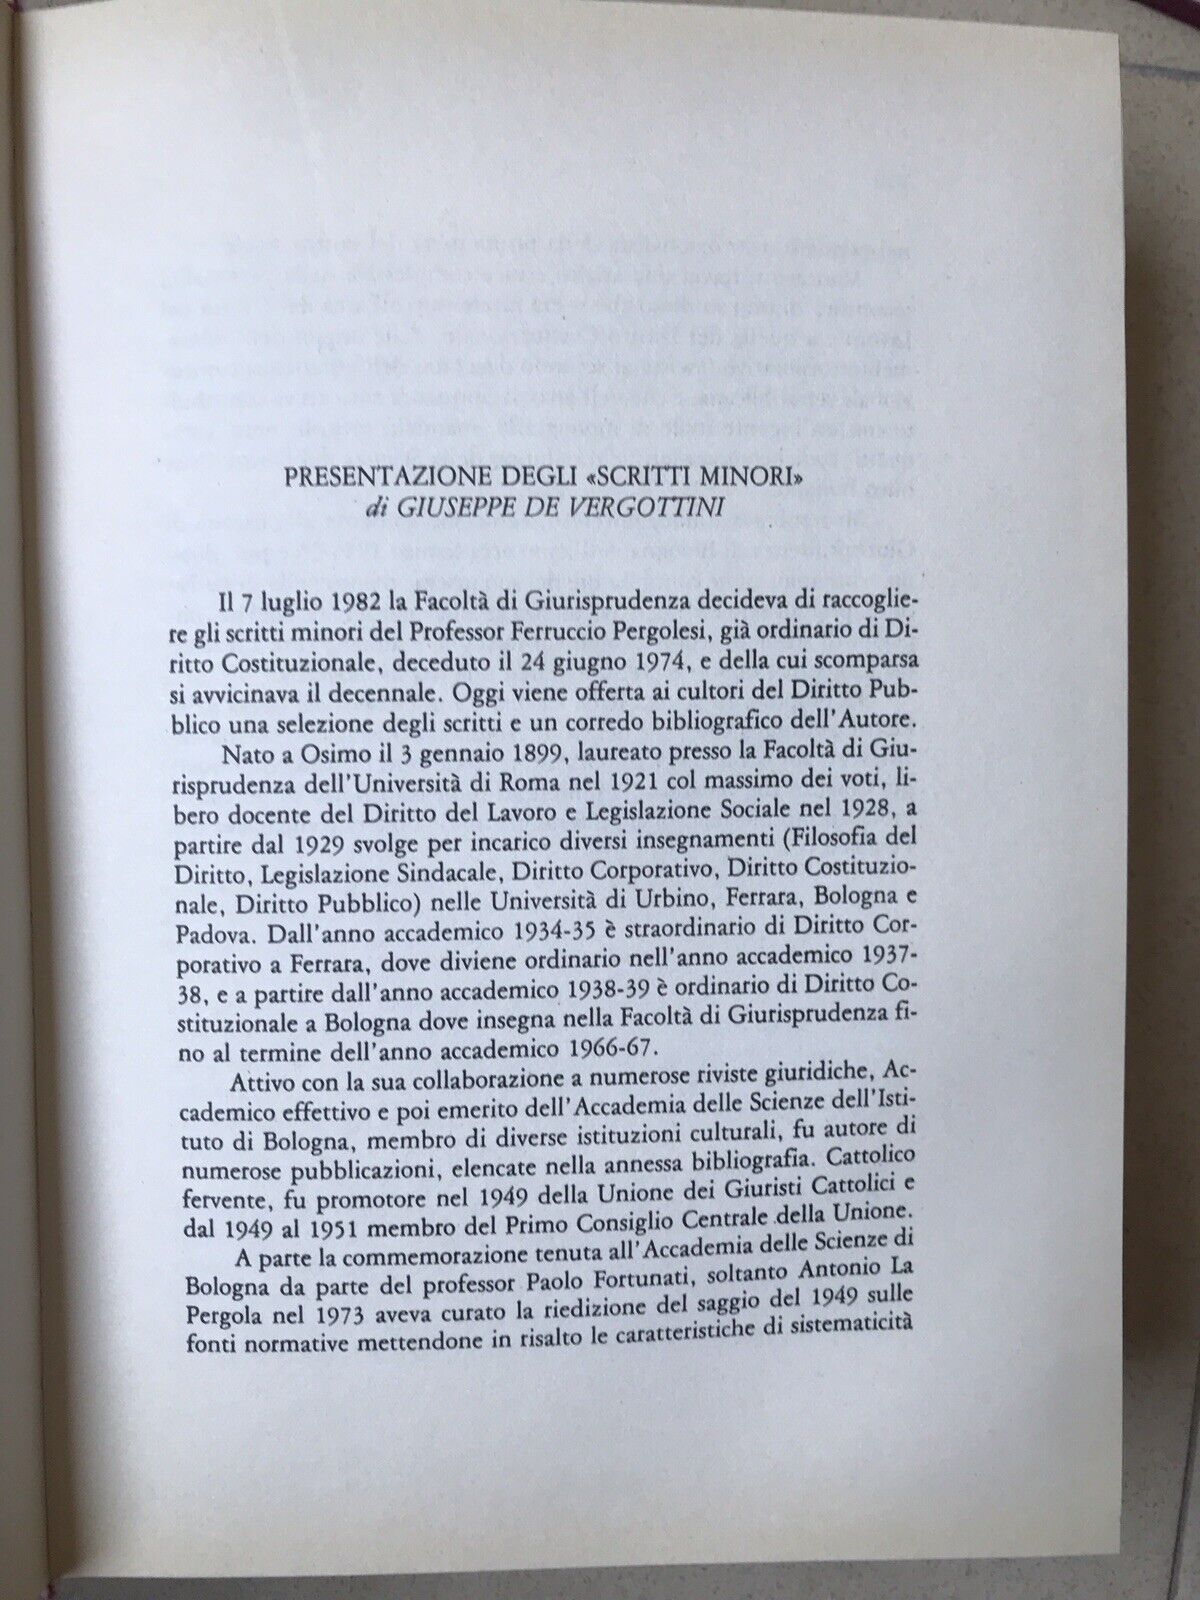 PRESENTAZIONE DEGLI «SCRITTI MINORI»
di GIUSEPPE DE VERGOTTINI
Il 7 luglio 1982 la Facoltà di Giurisprudenza decideva di raccoglie-
re gli scritti minori del Professor Ferruccio Pergolesi, già ordinario di Di-
ritto Costituzionale, deceduto il 24 giugno 1974, e della cui scomparsa
si avvicinava il decennale. Oggi viene offerta ai cultori del Diritto Pub-
blico una selezione degli scritti e un corredo bibliografico dell'Autore.
Nato a Osimo il 3 gennaio 1899, laureato presso la Facoltà di Giu-
risprudenza dell'Università di Roma nel 1921 col massimo dei voti, li-
bero docente del Diritto del Lavoro e Legislazione Sociale nel 1928, a
partire dal 1929 svolge per incarico diversi insegnamenti (Filosofia del
Diritto, Legislazione Sindacale, Diritto Corporativo, Diritto Costituzio-
nale, Diritto Pubblico) nelle Università di Urbino, Ferrara, Bologna e
Padova. Dall'anno accademico 1934-35 è straordinario di Diritto Cor-
porativo a Ferrara, dove diviene ordinario nell'anno accademico 1937-
38, e a partire dall'anno accademico 1938-39 è ordinario di Diritto Co-
stituzionale a Bologna dove insegna nella Facoltà di Giurisprudenza fi-
no al termine dell'anno accademico 1966-67.
Attivo con la sua collaborazione a numerose riviste giuridiche, Ac-
cademico effettivo e poi emerito dell'Accademia delle Scienze dell'Isti-
tuto di Bologna, membro di diverse istituzioni culturali, fu autore di
numerose pubblicazioni, elencate nella annessa bibliografia. Cattolico
fervente, fu promotore nel 1949 della Unione dei Giuristi Cattolici e
dal 1949 al 1951 membro del Primo Consiglio Centrale della Unione.
A parte la commemorazione tenuta all'Accademia delle Scienze di
Bologna da parte del professor Paolo Fortunati, soltanto Antonio La
Pergola nel 1973 aveva curato la riedizione del saggio del 1949 sulle
fonti normative mettendone in risalto le caratteristiche di sistematicità